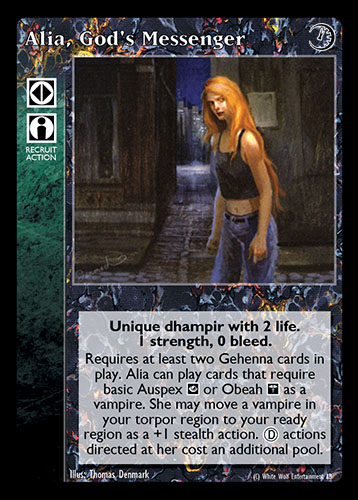 Alia, God's Messenger
RECRUIT
ACTION
Unique dhampir with 2 life.
1 strength, 0 bleed.
Requires at least two Gehenna cards in
play. Alia can play cards that require
basic Auspex or Obeah as a
vampire. She may move a vampire in
your torpor region to your ready
region as a +1 stealth action. D actions
directed at her cost an additional pool.
Illus: Thomas Denmark
(C) White Wolf Entertainment